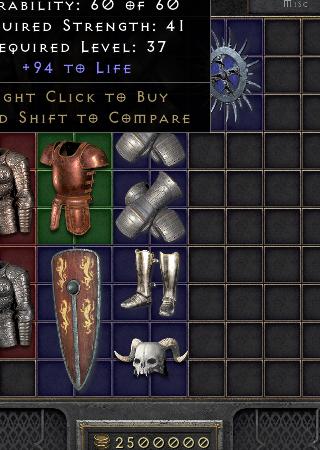 RABILITY: 60 OF 60
UIRED STRENGTH: 41
EQUIRED LEVEL: 37
+94 TO LIFE
GHT CLICK TO BUY
D SHIFT TO COMPARE
MISC
2500000